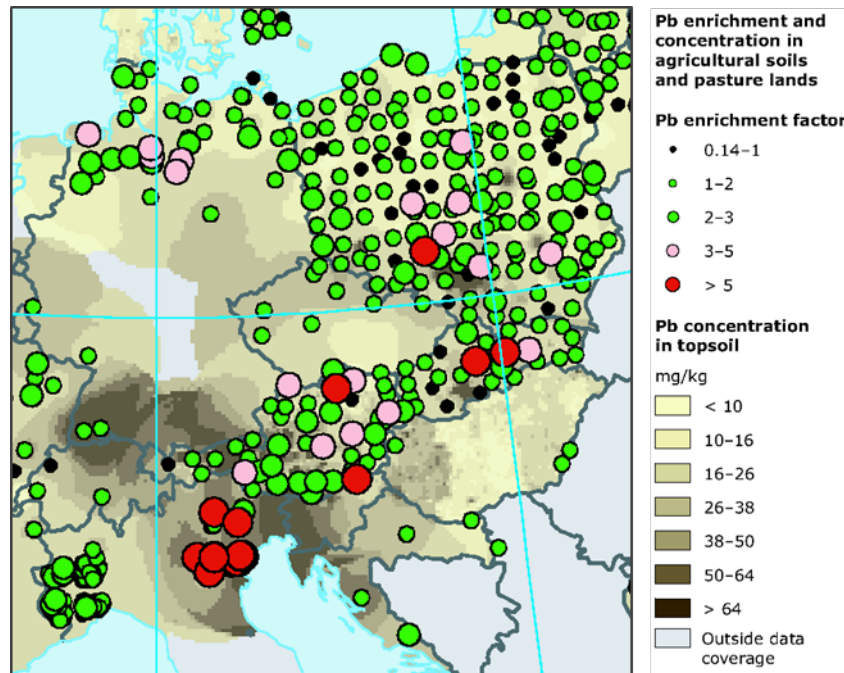 Pb enrichment and
concentration in
agricultural soils
and pasture lands
Pb enrichment factor
0.14–1
1–2
2–3
3–5
> 5
Pb concentration
in topsoil
mg/kg
< 10
10–16
16–26
26–38
38–50
50–64
> 64
Outside data
coverage